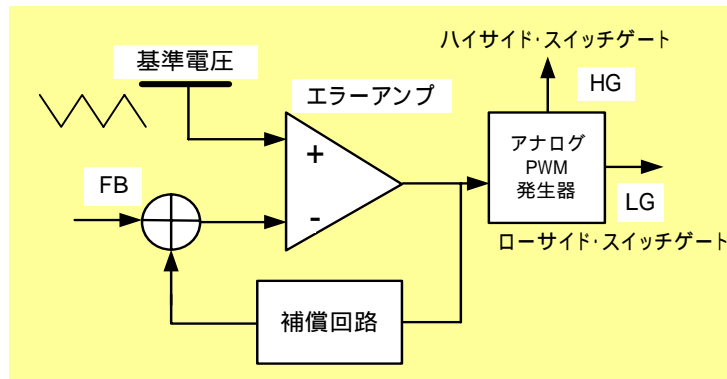 ハイサイド･スイッチゲート
基準電圧
HG
エラーアンプ
+
アナログ
PWM
発生器
FB
-
LG
ローサイド･スイッチゲート
補償回路